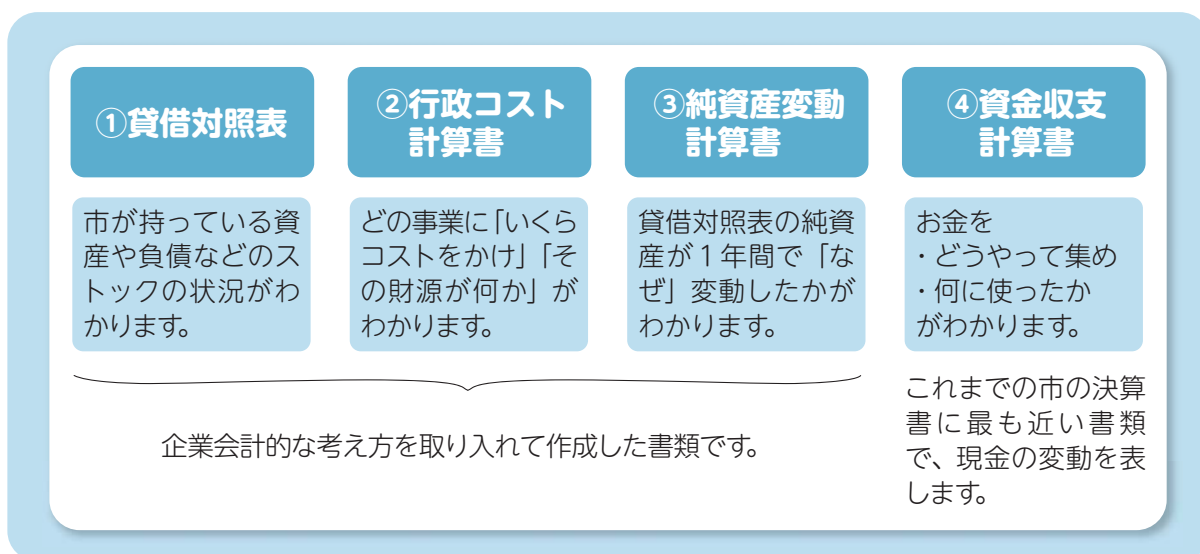 ①貸借対照表
市が持っている資
産や負債などのス
トックの状況がわ
かります。
②行政コスト
計算書
どの事業に「いくら
コストをかけ」「そ
の財源が何か」が
わかります。
③純資産変動
計算書
貸借対照表の純資
産が1年間で「な
ぜ」変動したかが
わかります。
④資金収支
計算書
お金を
・どうやって集め
・何に使ったか
がわかります。
企業会計的な考え方を取り入れて作成した書類です。
これまでの市の決算
書に最も近い書類
で、現金の変動を表
します。